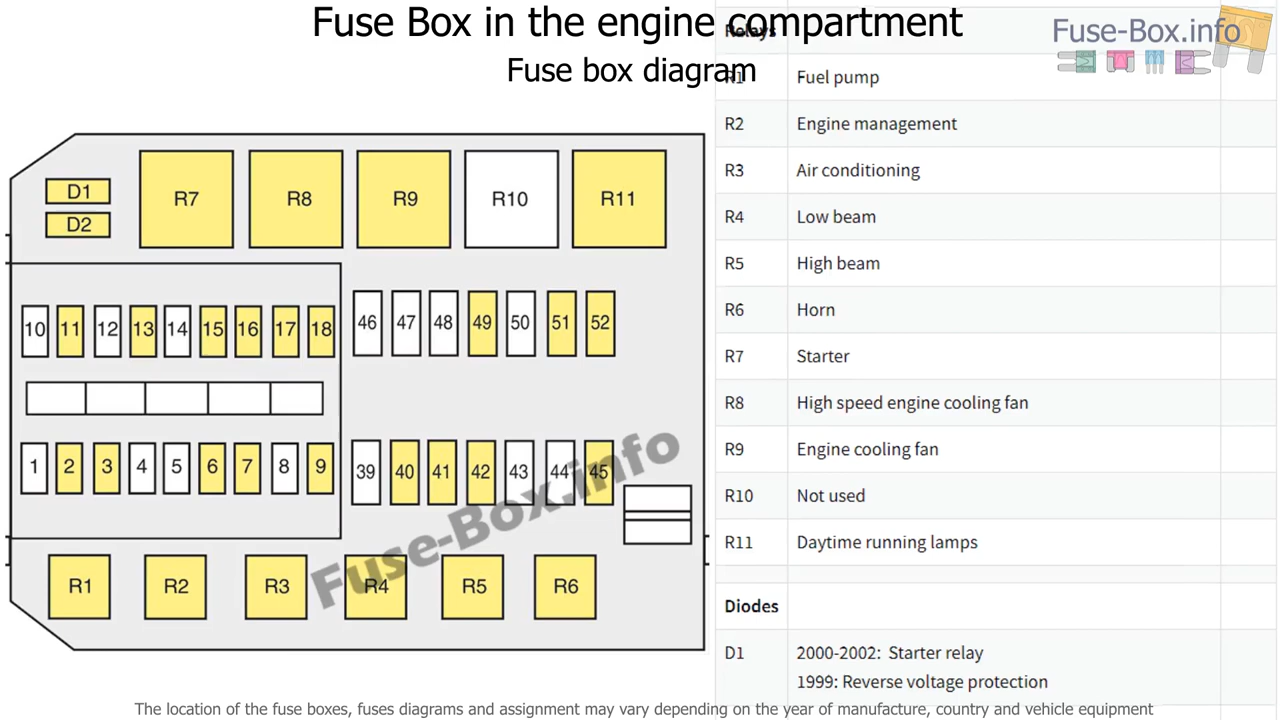 Fuse Box in the engine compartment
Fuse box diagram
Fuse-Box.info
Relays
R1 Fuel pump
R2 Engine management
R3 Air conditioning
R4 Low beam
R5 High beam
R6 Horn
R7 Starter
R8 High speed engine cooling fan
R9 Engine cooling fan
R10 Not used
R11 Daytime running lamps
Diodes
D1 2000-2002: Starter relay
1999: Reverse voltage protection
D1
D2
R7 R8 R9 R10 R11
10 11 12 13 14 15 16 17 18
46 47 48 49 50 51 52
1 2 3 4 5 6 7 8 9
39 40 41 42 43 44 45
R1 R2 R3 R4 R5 R6
Fuse-Box.info
The location of the fuse boxes, fuses diagrams and assignment may vary depending on the year of manufacture, country and vehicle equipment